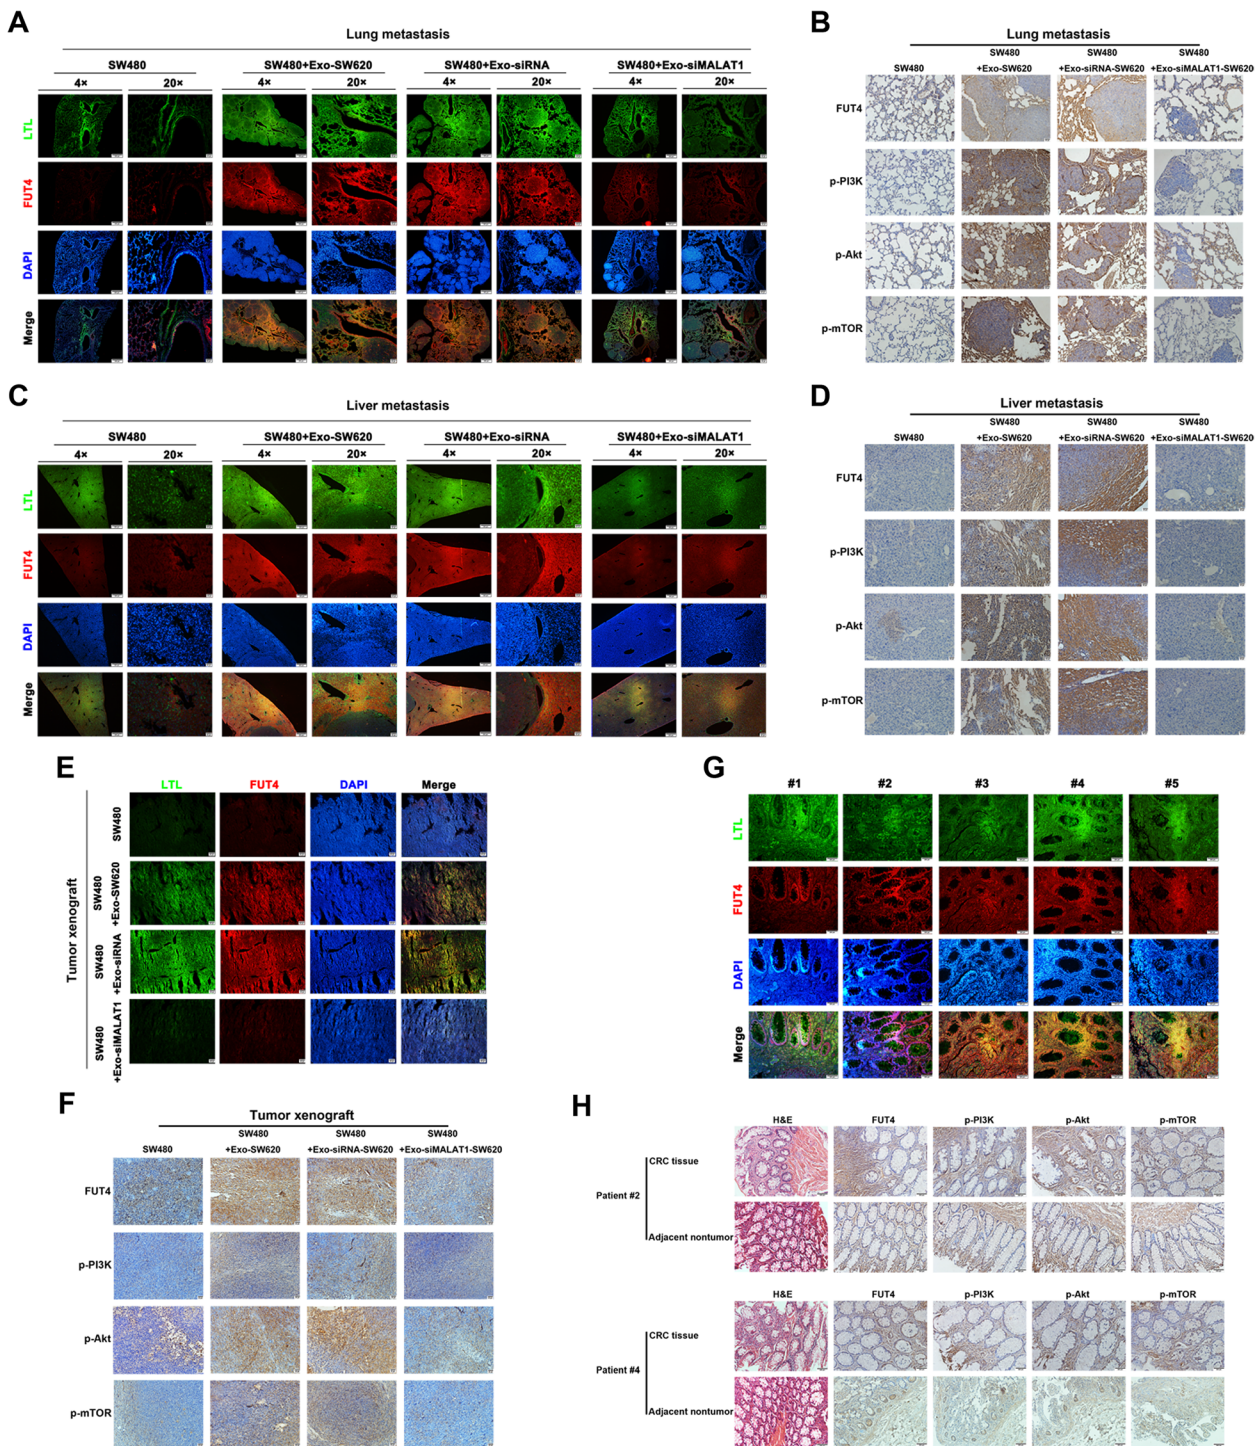 A
Lung metastasis
SW480 SW480+Exo-SW620 SW480+Exo-siRNA SW480+Exo-siMALAT1
4× 20× 4× 20× 4× 20× 4× 20×
LTL
FUT4
DAPI
Merge
B
Lung metastasis
SW480 SW480 SW480
SW480 +Exo-SW620 +Exo-siRNA-SW620 +Exo-siMALAT1-SW620
FUT4
p-PI3K
p-Akt
p-mTOR
C
Liver metastasis
SW480 SW480+Exo-SW620 SW480+Exo-siRNA SW480+Exo-siMALAT1
4× 20× 4× 20× 4× 20× 4× 20×
LTL
FUT4
DAPI
Merge
D
Liver metastasis
SW480 SW480 SW480
SW480 +Exo-SW620 +Exo-siRNA-SW620 +Exo-siMALAT1-SW620
FUT4
p-PI3K
p-Akt
p-mTOR
E
LTL FUT4 DAPI Merge
Tumor xenograft
SW480
SW480
+Exo-SW620
SW480
+Exo-siRNA
SW480
+Exo-siMALAT1
F
Tumor xenograft
SW480 SW480 SW480
SW480 +Exo-SW620 +Exo-siRNA-SW620 +Exo-siMALAT1-SW620
FUT4
p-PI3K
p-Akt
p-mTOR
G
#1 #2 #3 #4 #5
LTL
FUT4
DAPI
Merge
H
H&E FUT4 p-PI3K p-Akt p-mTOR
CRC tissue
Patient #2
Adjacent nontumor
H&E FUT4 p-PI3K p-Akt p-mTOR
CRC tissue
Patient #4
Adjacent nontumor